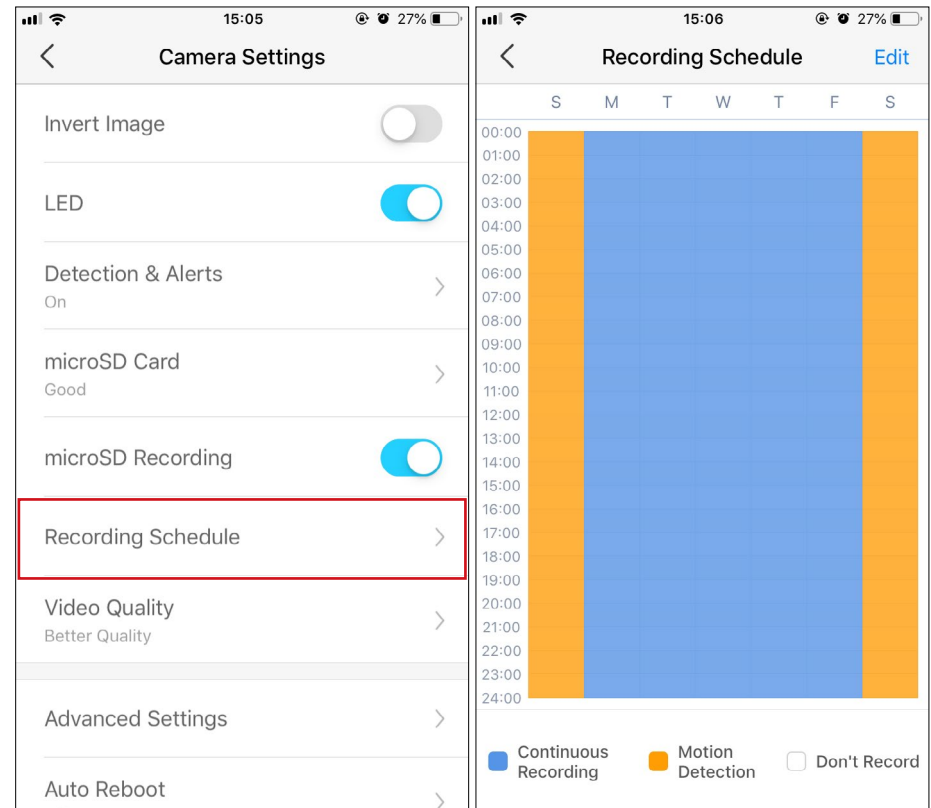 15:05
27%
Camera Settings
Invert Image
LED
Detection & Alerts
On
microSD Card
Good
microSD Recording
Recording Schedule
Video Quality
Better Quality
Advanced Settings
Auto Reboot
15:06
27%
Recording Schedule
Edit
S M T W T F S
00:00
01:00
02:00
03:00
04:00
05:00
06:00
07:00
08:00
09:00
10:00
11:00
12:00
13:00
14:00
15:00
16:00
17:00
18:00
19:00
20:00
21:00
22:00
23:00
24:00
Continuous
Recording
Motion
Detection
Don't Record